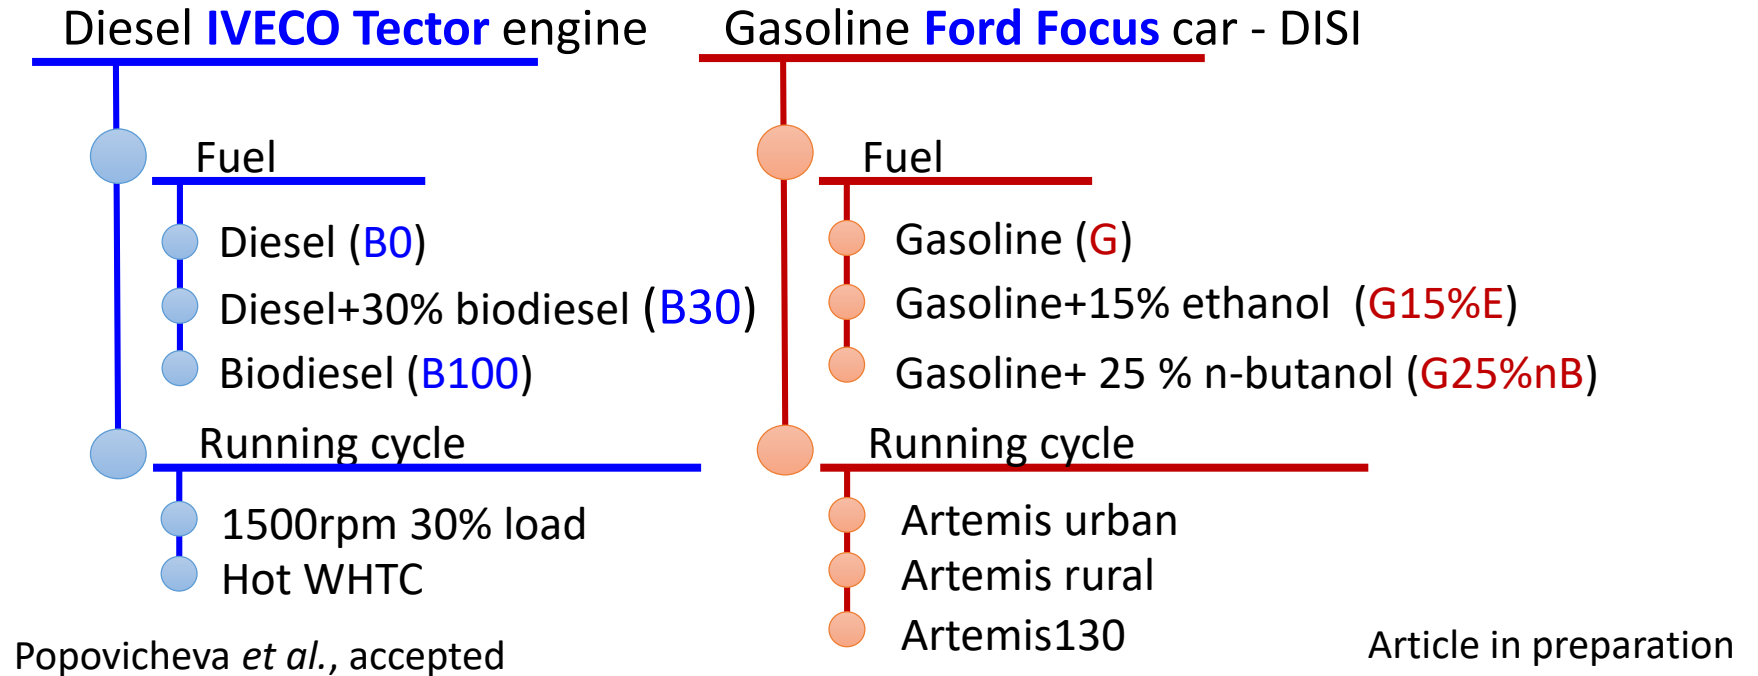 Diesel IVECO Tector engine
Fuel
Diesel (B0)
Diesel+30% biodiesel (B30)
Biodiesel (B100)
Running cycle
1500rpm 30% load
Hot WHTC
Popovicheva et al., accepted
Gasoline Ford Focus car - DISI
Fuel
Gasoline (G)
Gasoline+15% ethanol (G15%E)
Gasoline+ 25 % n-butanol (G25%nB)
Running cycle
Artemis urban
Artemis rural
Artemis130
Article in preparation